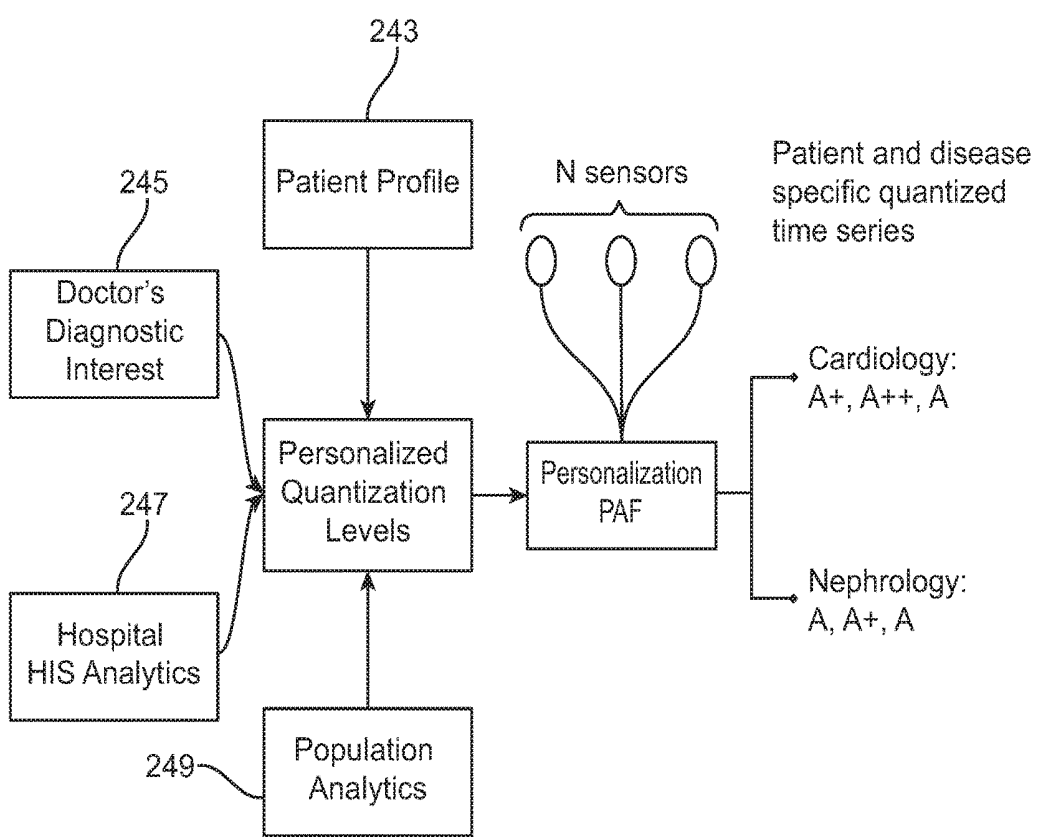 243
Patient Profile
245
Doctor's
Diagnostic
Interest
247
Hospital
HIS Analytics
249
Population
Analytics
Personalized
Quantization
Levels
N sensors
Personalization
PAF
Patient and disease
specific quantized
time series
Cardiology:
A+, A++, A
Nephrology:
A, A+, A